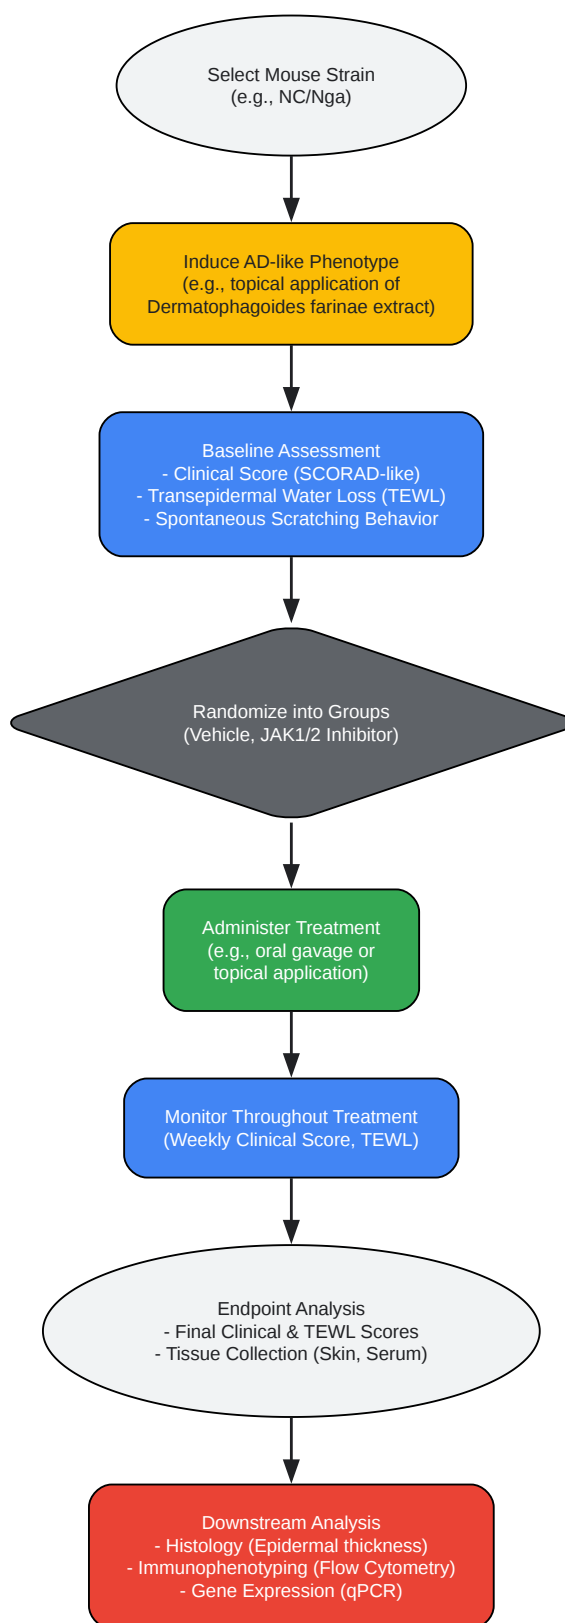 Select Mouse Strain
(e.g., NC/Nga)
Induce AD-like Phenotype
(e.g., topical application of
Dermatophagoides farinae extract)
Baseline Assessment
- Clinical Score (SCORAD-like)
- Transepidermal Water Loss (TEWL)
- Spontaneous Scratching Behavior
Randomize into Groups
(Vehicle, JAK1/2 Inhibitor)
Administer Treatment
(e.g., oral gavage or
topical application)
Monitor Throughout Treatment
(Weekly Clinical Score, TEWL)
Endpoint Analysis
- Final Clinical & TEWL Scores
- Tissue Collection (Skin, Serum)
Downstream Analysis
- Histology (Epidermal thickness)
- Immunophenotyping (Flow Cytometry)
- Gene Expression (qPCR)